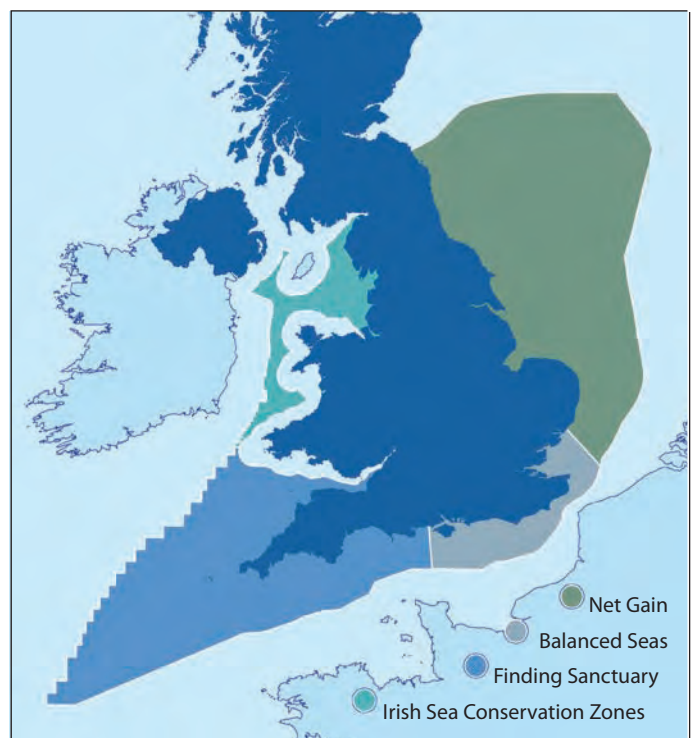 Net Gain
Balanced Seas
Finding Sanctuary
Irish Sea Conservation Zones